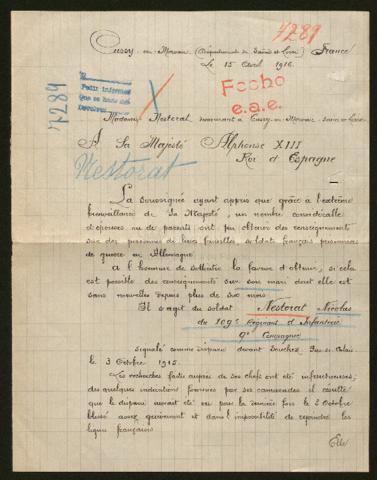 7289
Cussy-en-Morvan (Département de Saône et Loire) France
Le 15 Avril 1916.
Pedir informes
que se haga del
7289
Fecho
e.a.e.
Madame Nestorat, demeurant à Cussy-en-Morvan, Saône et Loire
À Sa Majesté Alphonse XIII
Roi d'Espagne
Nestorat
La soussignée ayant appris que grâce à l'extrême
bienveillance de Sa Majesté, un nombre considérable
d'épouses ou de parents ont pu obtenir des renseignements
sur des personnes de leurs familles, soldats français prisonniers
de guerre en Allemagne
a l'honneur de solliciter la faveur d'obtenir, si cela
est possible des renseignements sur son mari dont elle est
sans nouvelles depuis plus de six mois
Il s'agit du soldat Nestorat Nicolas
du 109e Régiment d'Infanterie
9e Compagnie
signalé comme disparu devant Souchez, Pas-de-Calais
le 3 Octobre 1915.
Les recherches faites auprès de ses chefs ont été infructueuses;
des quelques indications fournies par ses camarades il résulte
que le disparu aurait été vu pour la dernière fois le 3 Octobre
blessé assez grièvement et dans l'impossibilité de rejoindre les
lignes françaises
Elle